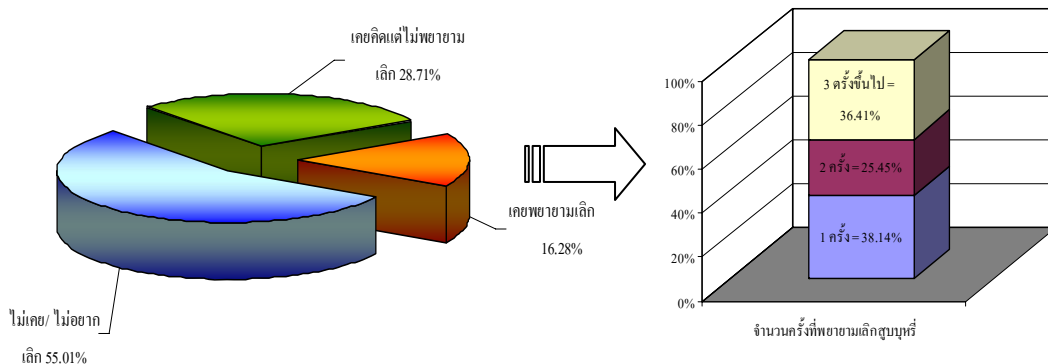 เคยคิดแต่ไม่พยายาม
เลิก 28.71%
เคยพยายามเลิก
16.28%
ไม่เคย/ ไม่อยาก
เลิก 55.01%
100%
80%
60%
40%
20%
0%
3 ครั้งขึ้นไป =
36.41%
2 ครั้ง = 25.45%
1 ครั้ง = 38.14%
จำนวนครั้งที่พยายามเลิกสูบบุหรี่